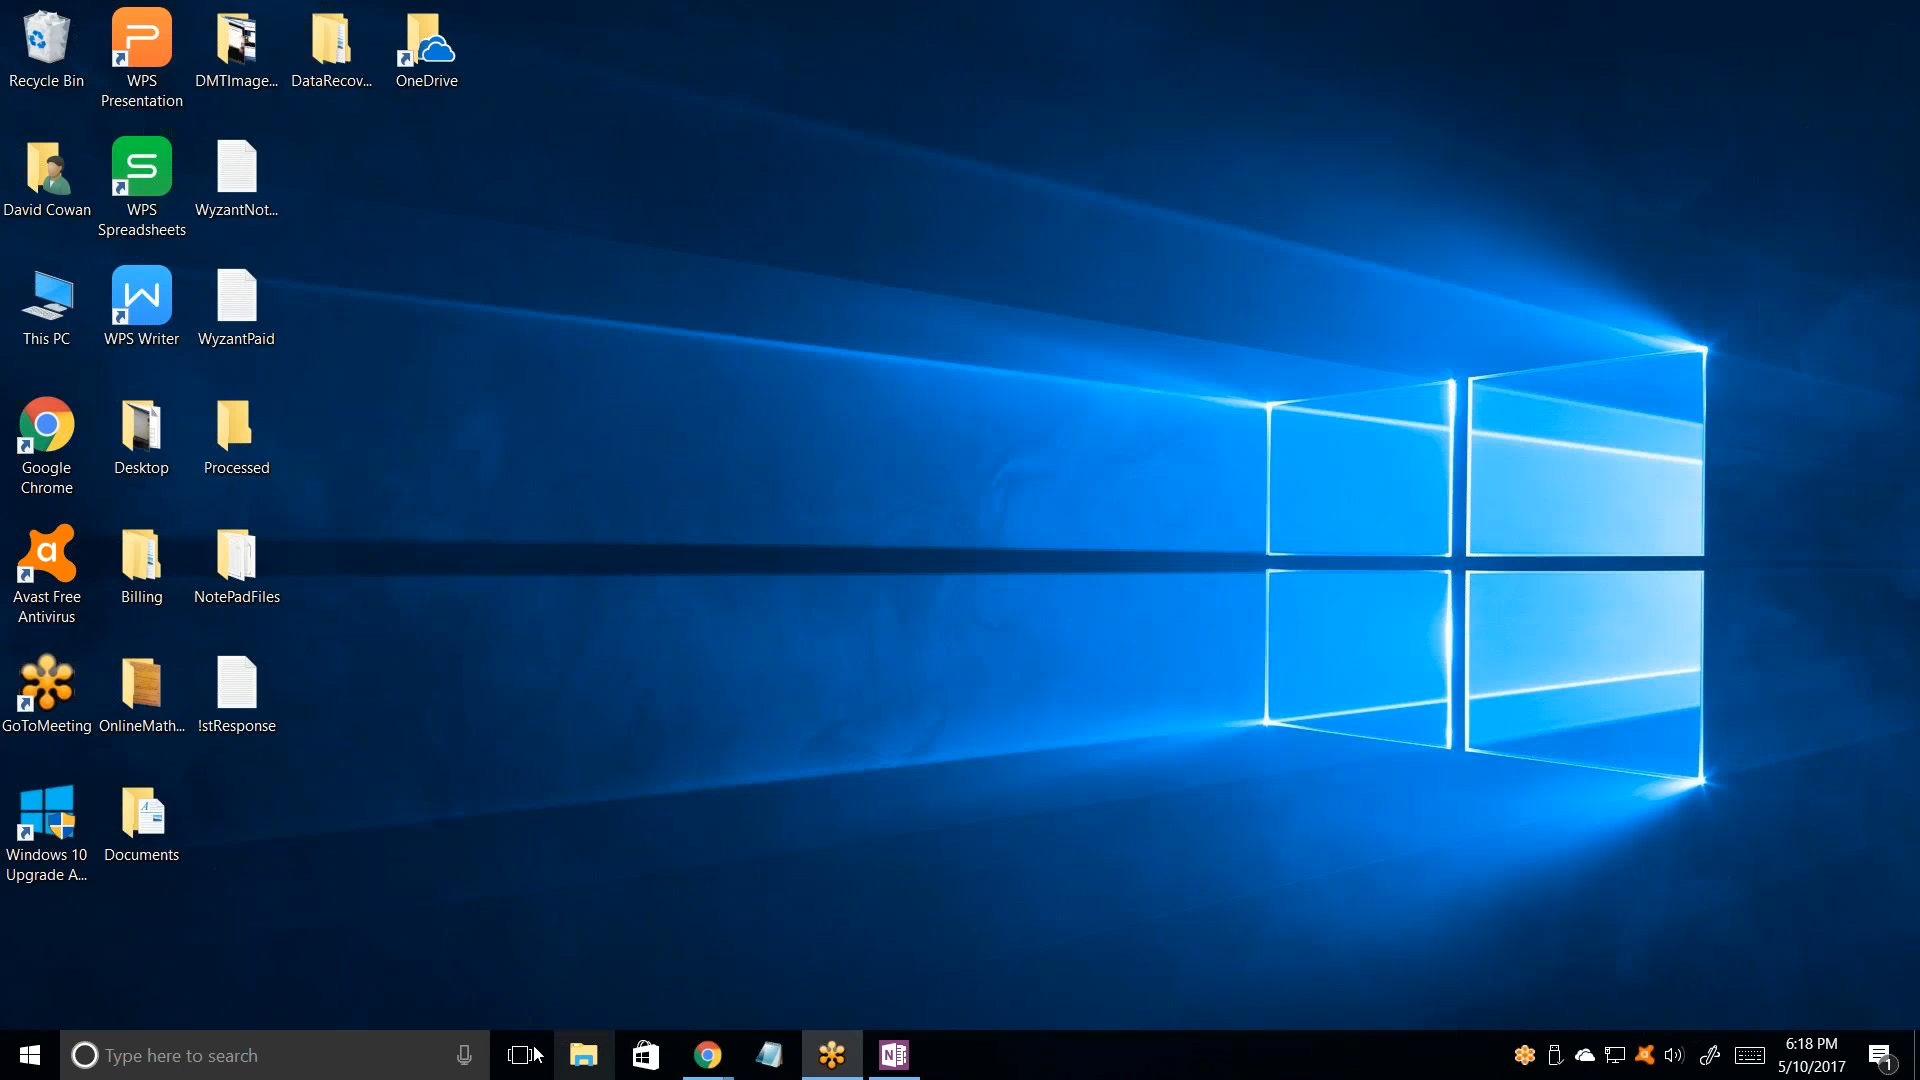 Recycle Bin
WPS
Presentation
DMTImage...
DataRecov...
OneDrive
David Cowan
WPS
Spreadsheets
WyzantNot...
This PC
WPS Writer
WyzantPaid
Google
Chrome
Desktop
Processed
Avast Free
Antivirus
Billing
NotePadFiles
GoToMeeting
OnlineMath...
!stResponse
Windows 10
Upgrade A...
Documents
Type here to search
6:18 PM
5/10/2017
1